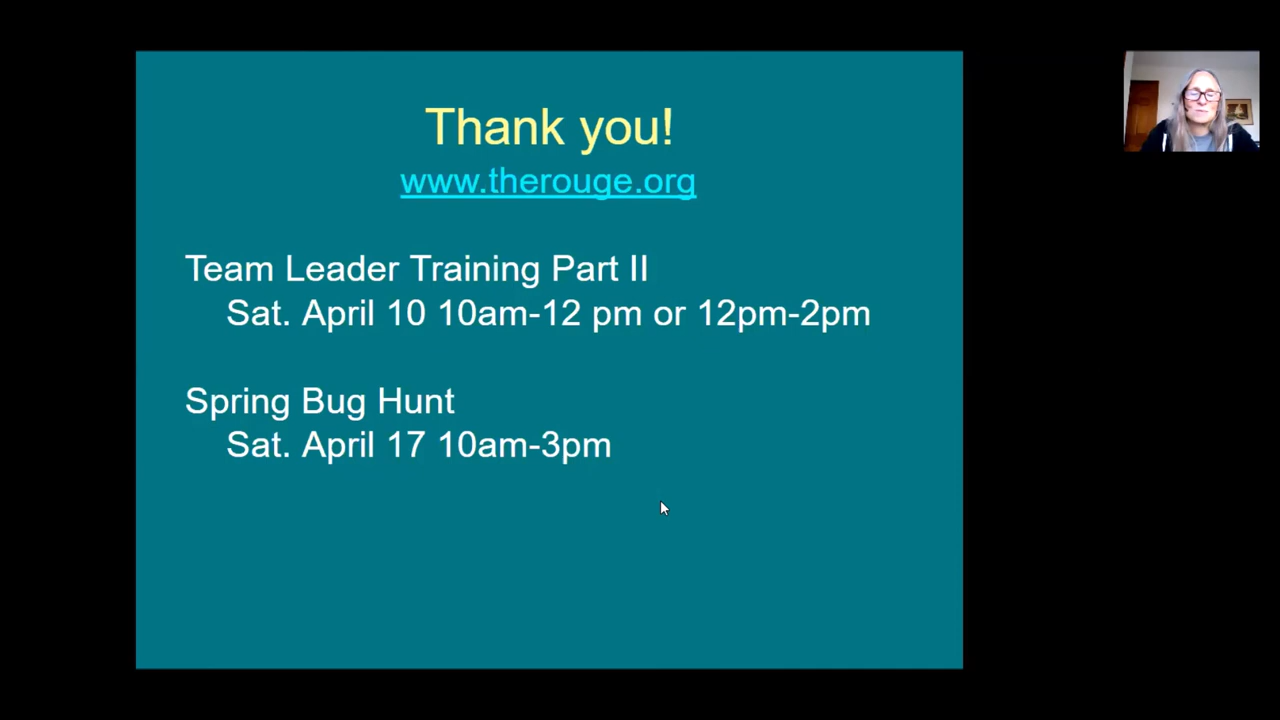 Thank you!
www.therouge.org
Team Leader Training Part II
Sat. April 10 10am-12 pm or 12pm-2pm
Spring Bug Hunt
Sat. April 17 10am-3pm